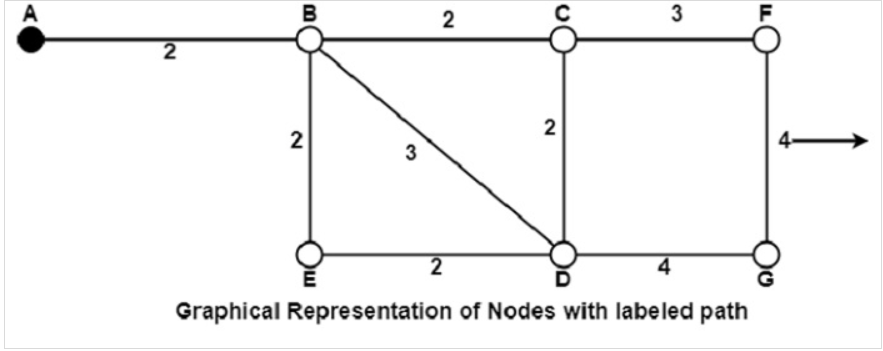 A B C F
2 3
2
2 3 2 4
2 4
E D G
Graphical Representation of Nodes with labeled path